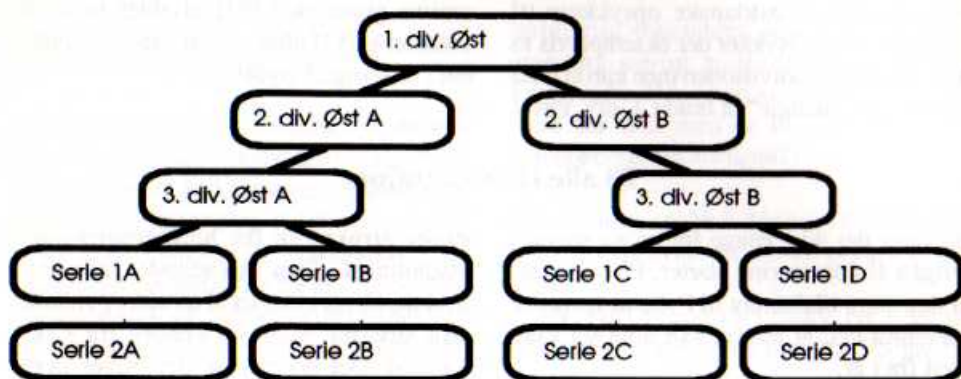 1. div. Øst
2. div. Øst A
2. div. Øst B
3. div. Øst A
3. div. Øst B
Serie 1A
Serie 1B
Serie 1C
Serie 1D
Serie 2A
Serie 2B
Serie 2C
Serie 2D